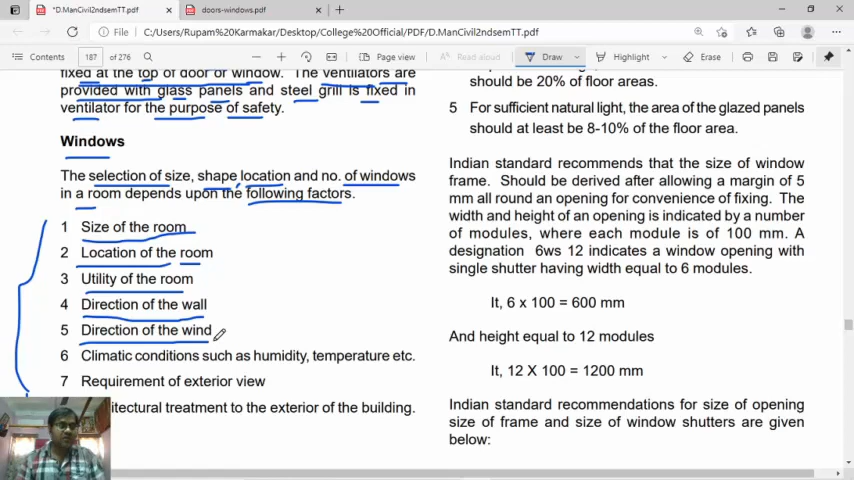 *D.ManCivil2ndsemTT.pdf
doors-windows.pdf
File
C:/Users/Rupam%20Karmakar/Desktop/College%20Official/PDF/D.ManCivil2ndsemTT.pdf
Contents
187
of 276
Page view
Read aloud
Draw
Highlight
Erase
fixed at the top of door or window. The ventilators are
provided with glass panels and steel grill is fixed in
ventilator for the purpose of safety.
Windows
The selection of size, shape location and no. of windows
in a room depends upon the following factors.
1 Size of the room
2 Location of the room
3 Utility of the room
4 Direction of the wall
5 Direction of the wind
6 Climatic conditions such as humidity, temperature etc.
7 Requirement of exterior view
treatment to the exterior of the building.
should be 20% of floor areas.
5 For sufficient natural light, the area of the glazed panels
should at least be 8-10% of the floor area.
Indian standard recommends that the size of window
frame. Should be derived after allowing a margin of 5
mm all round an opening for convenience of fixing. The
width and height of an opening is indicated by a number
of modules, where each module is of 100 mm. A
designation 6ws 12 indicates a window opening with
single shutter having width equal to 6 modules.
It, 6 x 100 = 600 mm
And height equal to 12 modules
It, 12 X 100 = 1200 mm
Indian standard recommendations for size of opening
size of frame and size of window shutters are given
below: